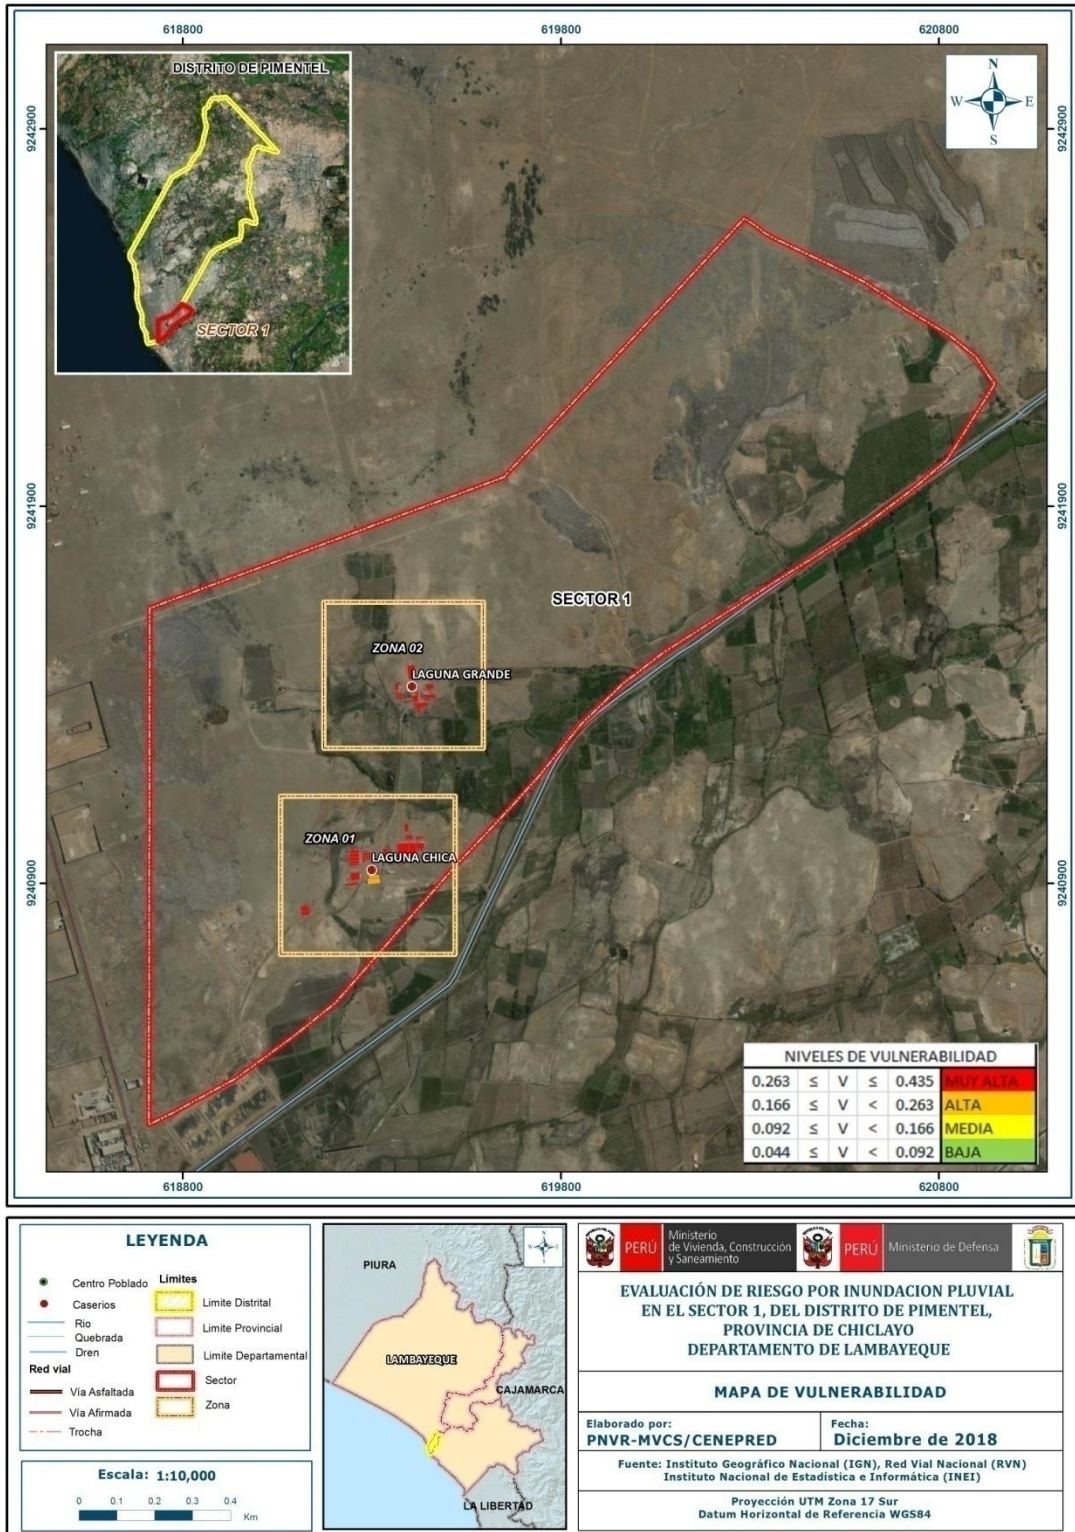 618800
619800
620800
9242900
9242900
DISTRITO DE PIMENTEL
SECTOR 1
N
W
E
S
9241900
9241900
SECTOR 1
ZONA 02
LAGUNA GRANDE
ZONA 01
LAGUNA CHICA
9240900
9240900
NIVELES DE VULNERABILIDAD
0.263 ≤ V ≤ 0.435 MUY ALTA
0.166 ≤ V < 0.263 ALTA
0.092 ≤ V < 0.166 MEDIA
0.044 ≤ V < 0.092 BAJA
618800
619800
620800
LEYENDA
Centro Poblado
Caserios
Rio
Quebrada
Dren
Red vial
Vía Asfaltada
Vía Afirmada
Trocha
Límites
Limite Distrital
Limite Provincial
Limite Departamental
Sector
Zona
Escala: 1:10,000
0 0.1 0.2 0.3 0.4
Km
PIURA
LAMBAYEQUE
CAJAMARCA
LA LIBERTAD
PERÚ
Ministerio
de Vivienda, Construcción
y Saneamiento
PERÚ
Ministerio de Defensa
EVALUACIÓN DE RIESGO POR INUNDACION PLUVIAL
EN EL SECTOR 1, DEL DISTRITO DE PIMENTEL,
PROVINCIA DE CHICLAYO
DEPARTAMENTO DE LAMBAYEQUE
MAPA DE VULNERABILIDAD
Elaborado por:
PNVR-MVCS/CENEPRED
Fecha:
Diciembre de 2018
Fuente: Instituto Geográfico Nacional (IGN), Red Vial Nacional (RVN)
Instituto Nacional de Estadística e Informática (INEI)
Proyección UTM Zona 17 Sur
Datum Horizontal de Referencia WGS84